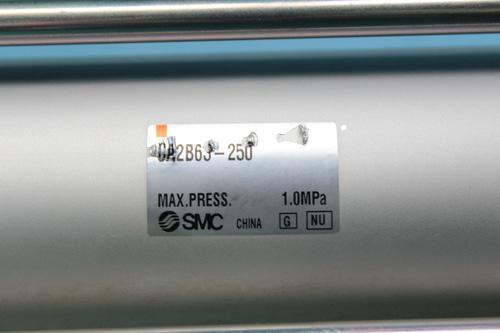 CA2B63-250
MAX.PRESS. 1.0MPa
SMC CHINA G NU